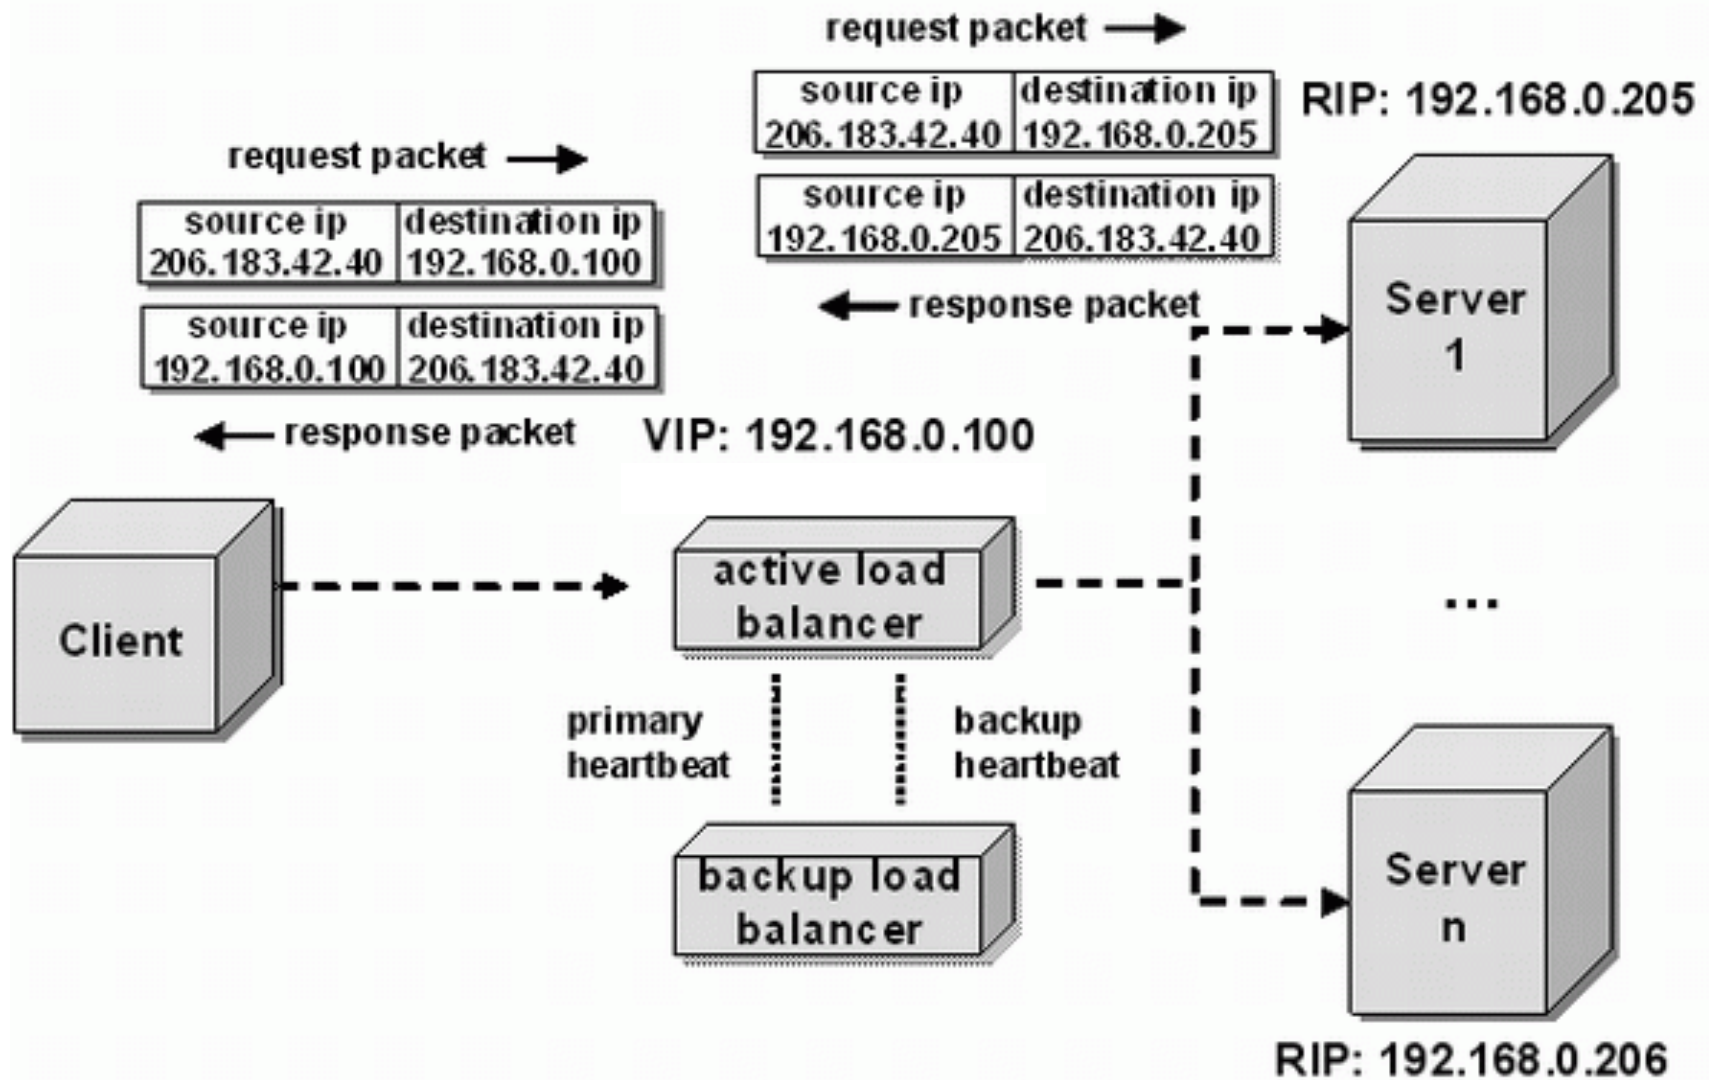 request packet
source ip destination ip
206.183.42.40 192.168.0.205
source ip destination ip
192.168.0.205 206.183.42.40
response packet
RIP: 192.168.0.205
request packet
source ip destination ip
206.183.42.40 192.168.0.100
source ip destination ip
192.168.0.100 206.183.42.40
response packet
VIP: 192.168.0.100
Server
1
Client
active load
balancer
...
primary
heartbeat
backup
heartbeat
backup load
balancer
Server
n
RIP: 192.168.0.206